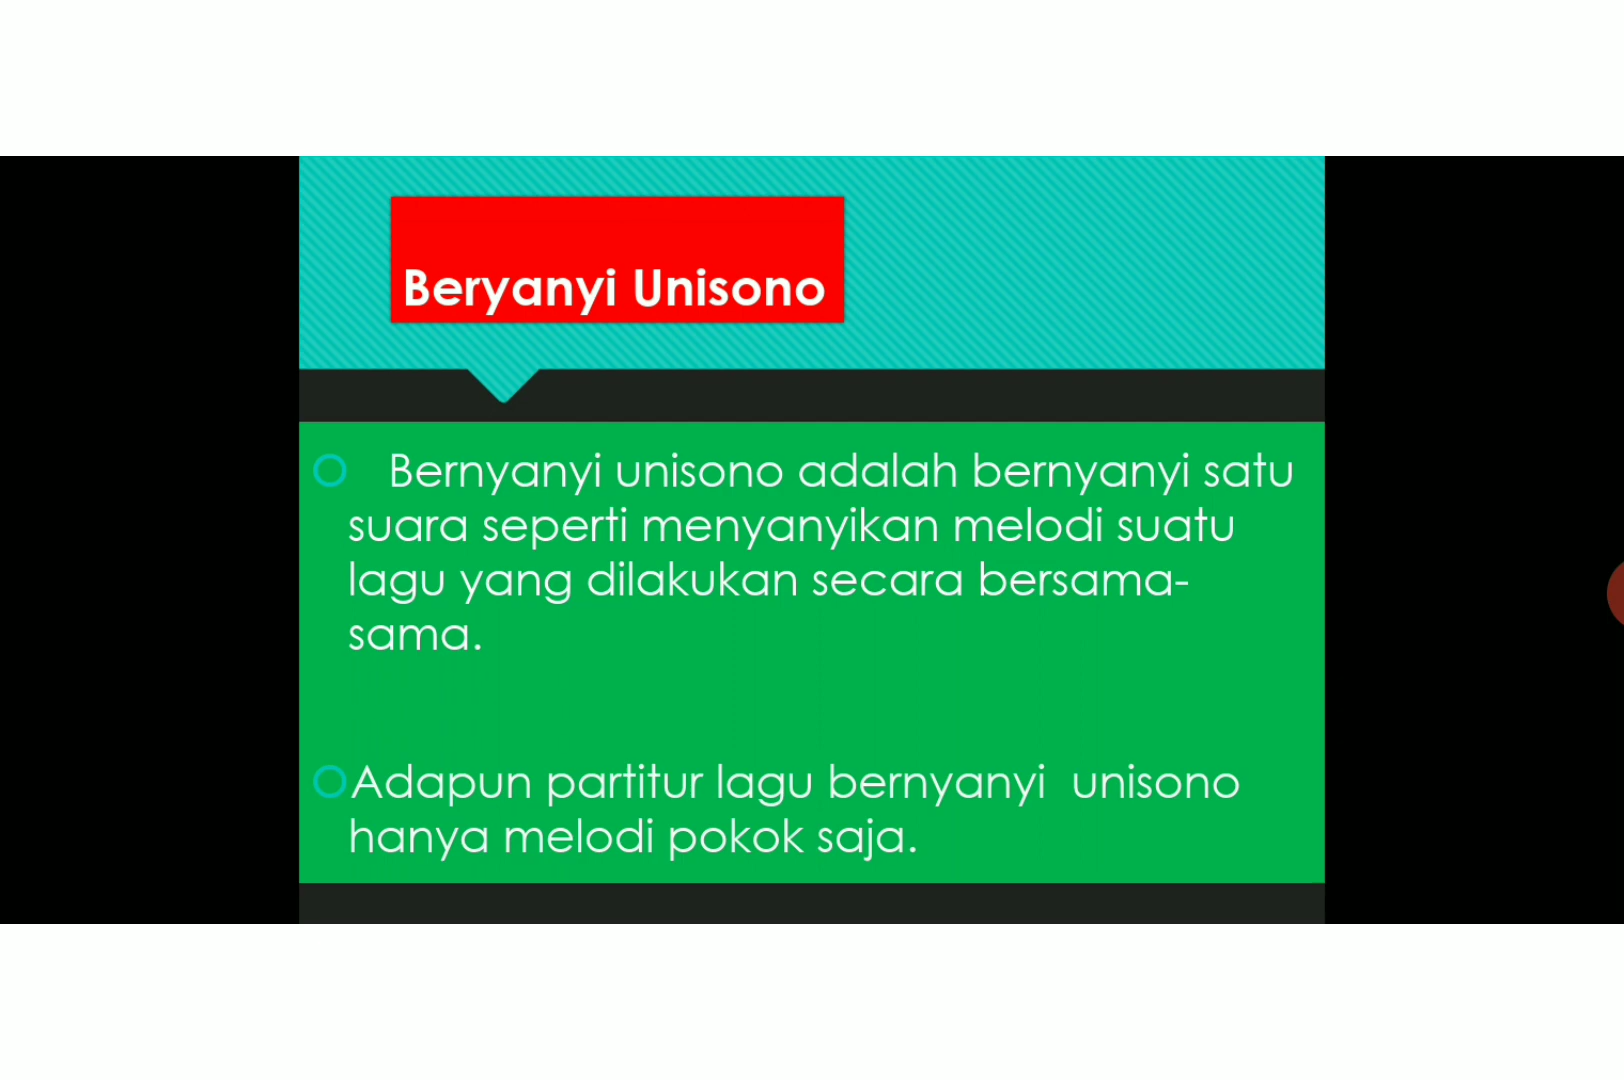 Beryanyi Unisono
Bernyanyi unisono adalah bernyanyi satu
suara seperti menyanyikan melodi suatu
lagu yang dilakukan secara bersama-
sama.
Adapun partitur lagu bernyanyi  unisono
hanya melodi pokok saja.